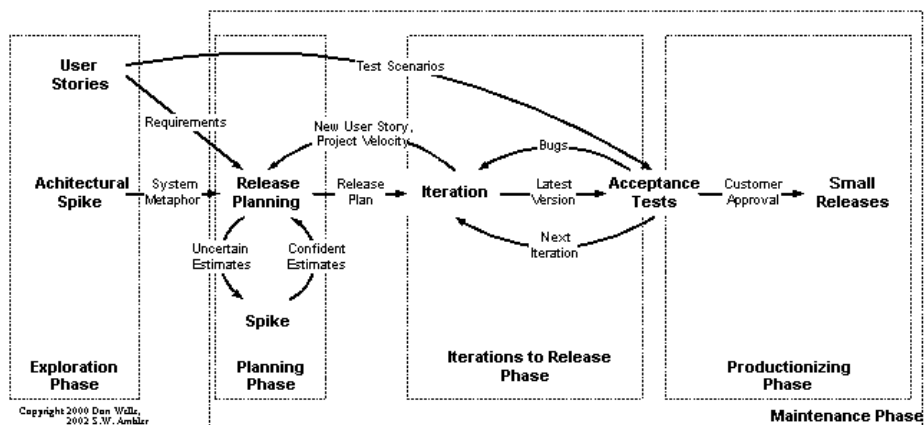 User
Stories
Test Scenarios
Requirements
New User Story,
Project Velocity
Bugs
Achitectural
Spike
System
Metaphor
Release
Planning
Release
Plan
Iteration
Latest
Version
Acceptance
Tests
Customer
Approval
Small
Releases
Next
Iteration
Uncertain
Estimates
Confident
Estimates
Spike
Exploration
Phase
Planning
Phase
Iterations to Release
Phase
Productionizing
Phase
Copyright 2000 Don Wells,
2002 S.W. Ambler
Maintenance Phase